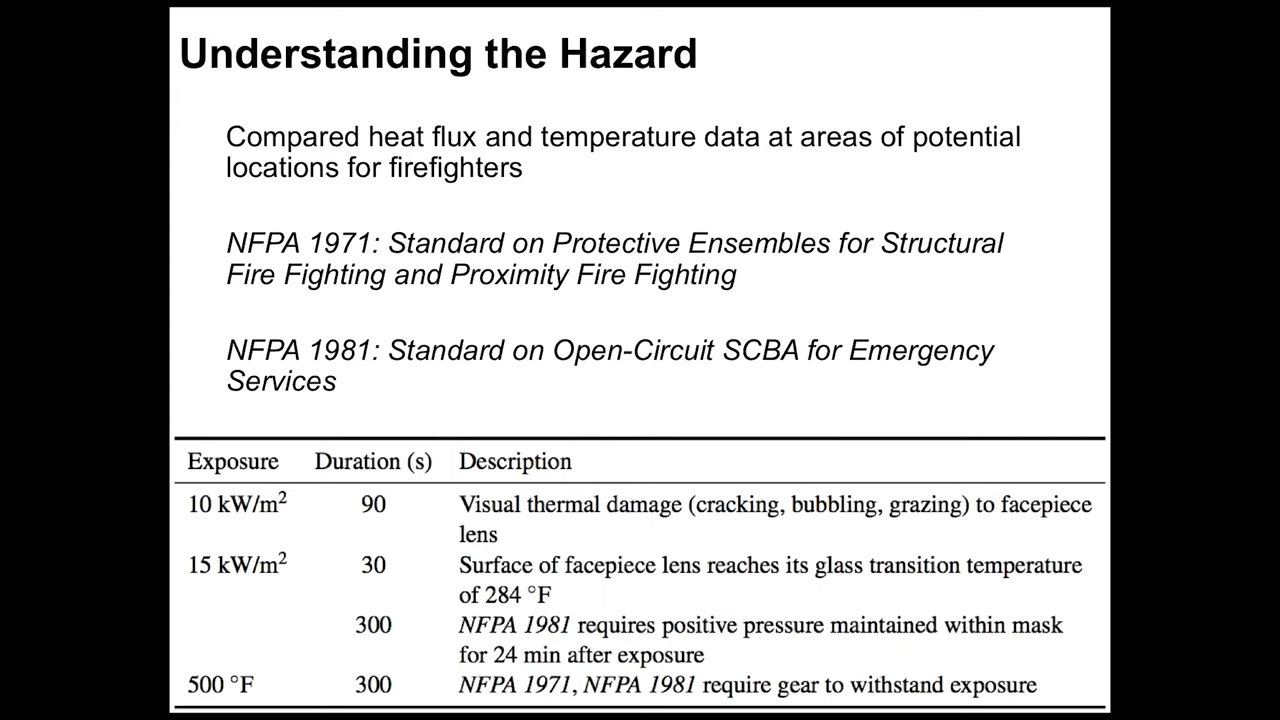 Understanding the Hazard
Compared heat flux and temperature data at areas of potential
locations for firefighters
NFPA 1971: Standard on Protective Ensembles for Structural
Fire Fighting and Proximity Fire Fighting
NFPA 1981: Standard on Open-Circuit SCBA for Emergency
Services
Exposure Duration (s) Description
10 kW/m² 90 Visual thermal damage (cracking, bubbling, grazing) to facepiece
lens
15 kW/m² 30 Surface of facepiece lens reaches its glass transition temperature
of 284 °F
300 NFPA 1981 requires positive pressure maintained within mask
for 24 min after exposure
500 °F 300 NFPA 1971, NFPA 1981 require gear to withstand exposure